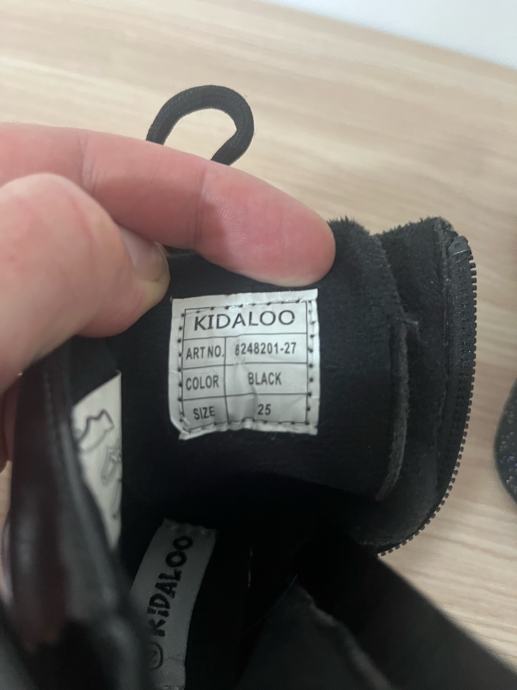 KIDALOO
ART NO. 8248201-27
COLOR BLACK
SIZE 25
KIDALOO